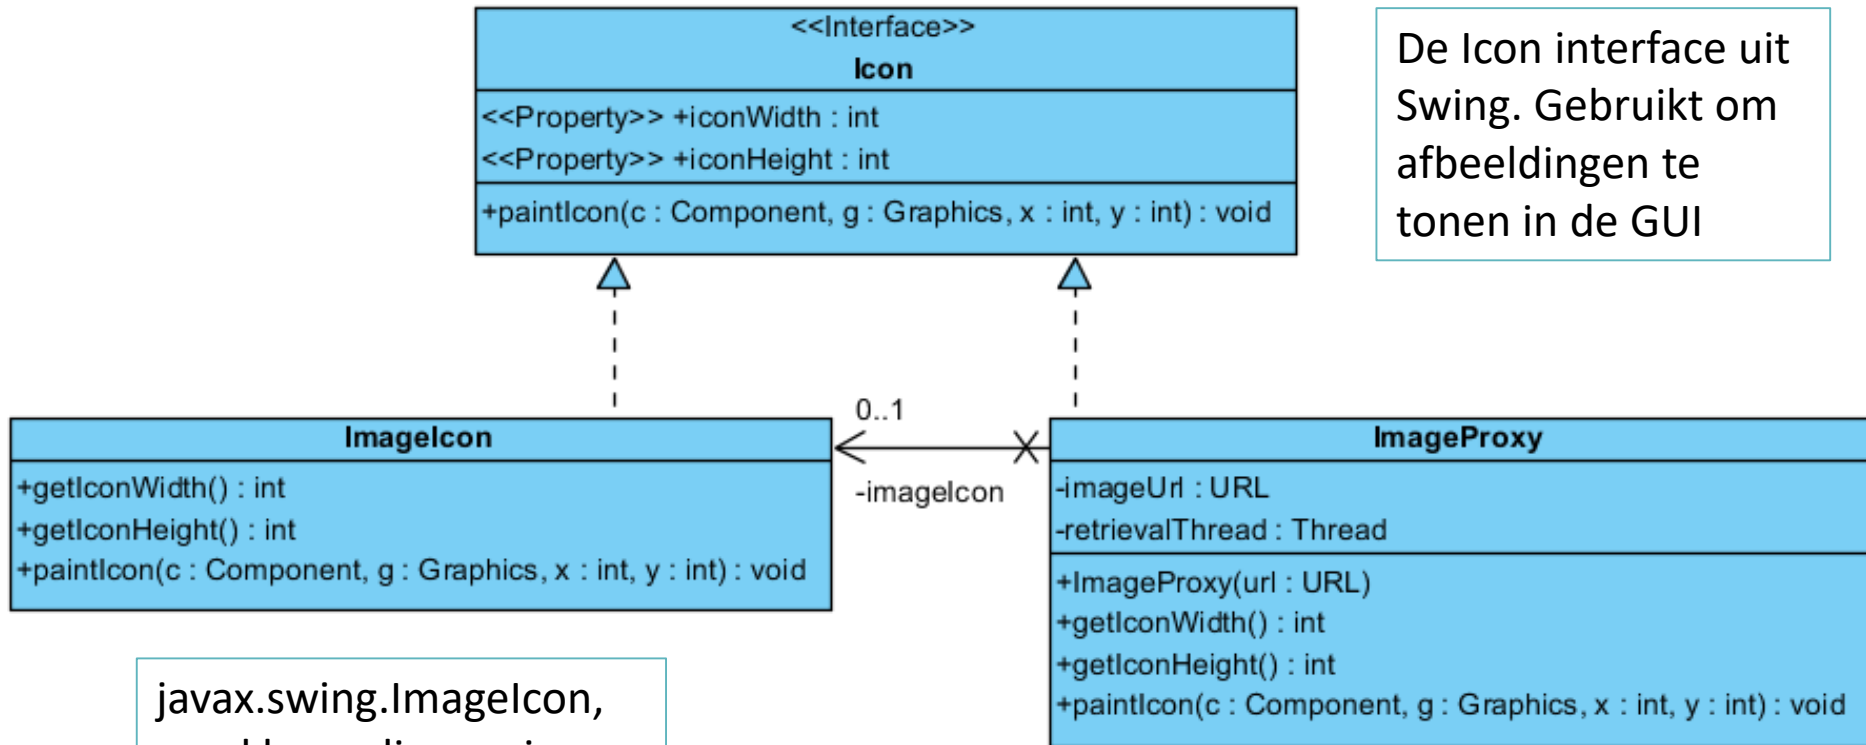 <<Interface>>
Icon
<<Property>> +iconWidth : int
<<Property>> +iconHeight : int
+paintIcon(c : Component, g : Graphics, x : int, y : int) : void
De Icon interface uit
Swing. Gebruikt om
afbeeldingen te
tonen in de GUI
ImageIcon
+getIconWidth() : int
+getIconHeight() : int
+paintIcon(c : Component, g : Graphics, x : int, y : int) : void
0..1
-imageIcon
ImageProxy
-imageUrl : URL
-retrievalThread : Thread
+ImageProxy(url : URL)
+getIconWidth() : int
+getIconHeight() : int
+paintIcon(c : Component, g : Graphics, x : int, y : int) : void
javax.swing.ImageIcon,